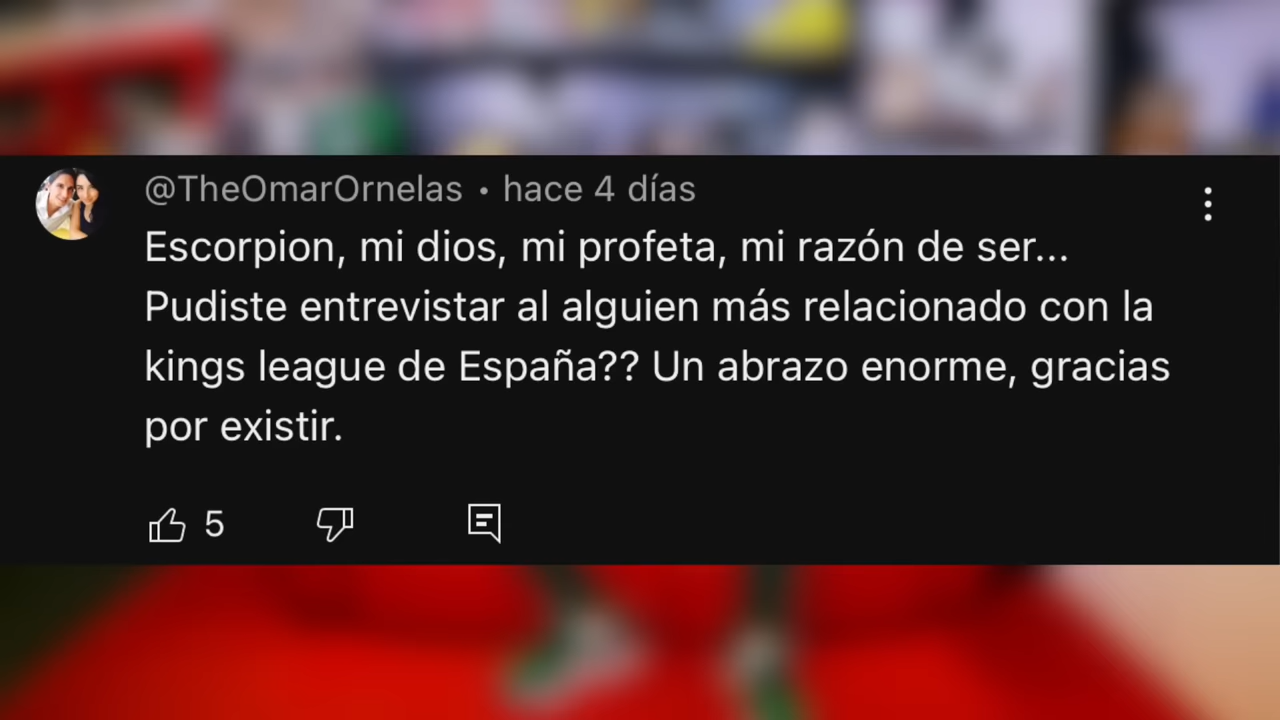 @TheOmarOrnelas • hace 4 días
Escorpion, mi dios, mi profeta, mi razón de ser...
Pudiste entrevistar al alguien más relacionado con la
kings league de España?? Un abrazo enorme, gracias
por existir.
5